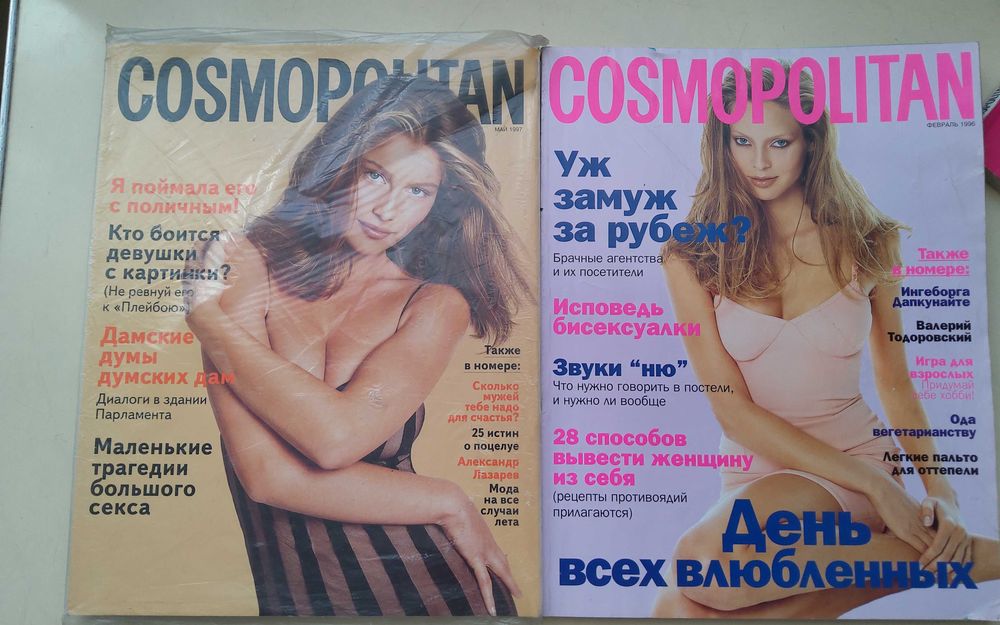 COSMOPOLITAN
МАЙ 1997
Я поймала его
с поличным!
Кто боится
девушки
с картинки?
(Не ревнуй его
к «Плейбою»)
Дамские
думы
думских дам
Диалоги в здании
Парламента
Маленькие
трагедии
большого
секса
Также
в номере:
Сколько
мужей
тебе надо
для счастья?
25 истин
о поцелуе
Александр
Лазарев
Мода
на все
случаи
лета
COSMOPOLITAN
ФЕВРАЛЬ 1996
Уж
замуж
за рубеж?
Брачные агентства
и их посетители
Исповедь
бисексуалки
Звуки “ню”
Что нужно говорить в постели,
и нужно ли вообще
28 способов
вывести женщину
из себя
(рецепты противоядий
прилагаются)
Также
в номере:
Ингеборга
Дапкунайте
Валерий
Тодоровский
Игра для
взрослых
Придумай
себе хобби!
Ода
вегетарианству
Легкие пальто
для оттепели
День
всех влюбленных